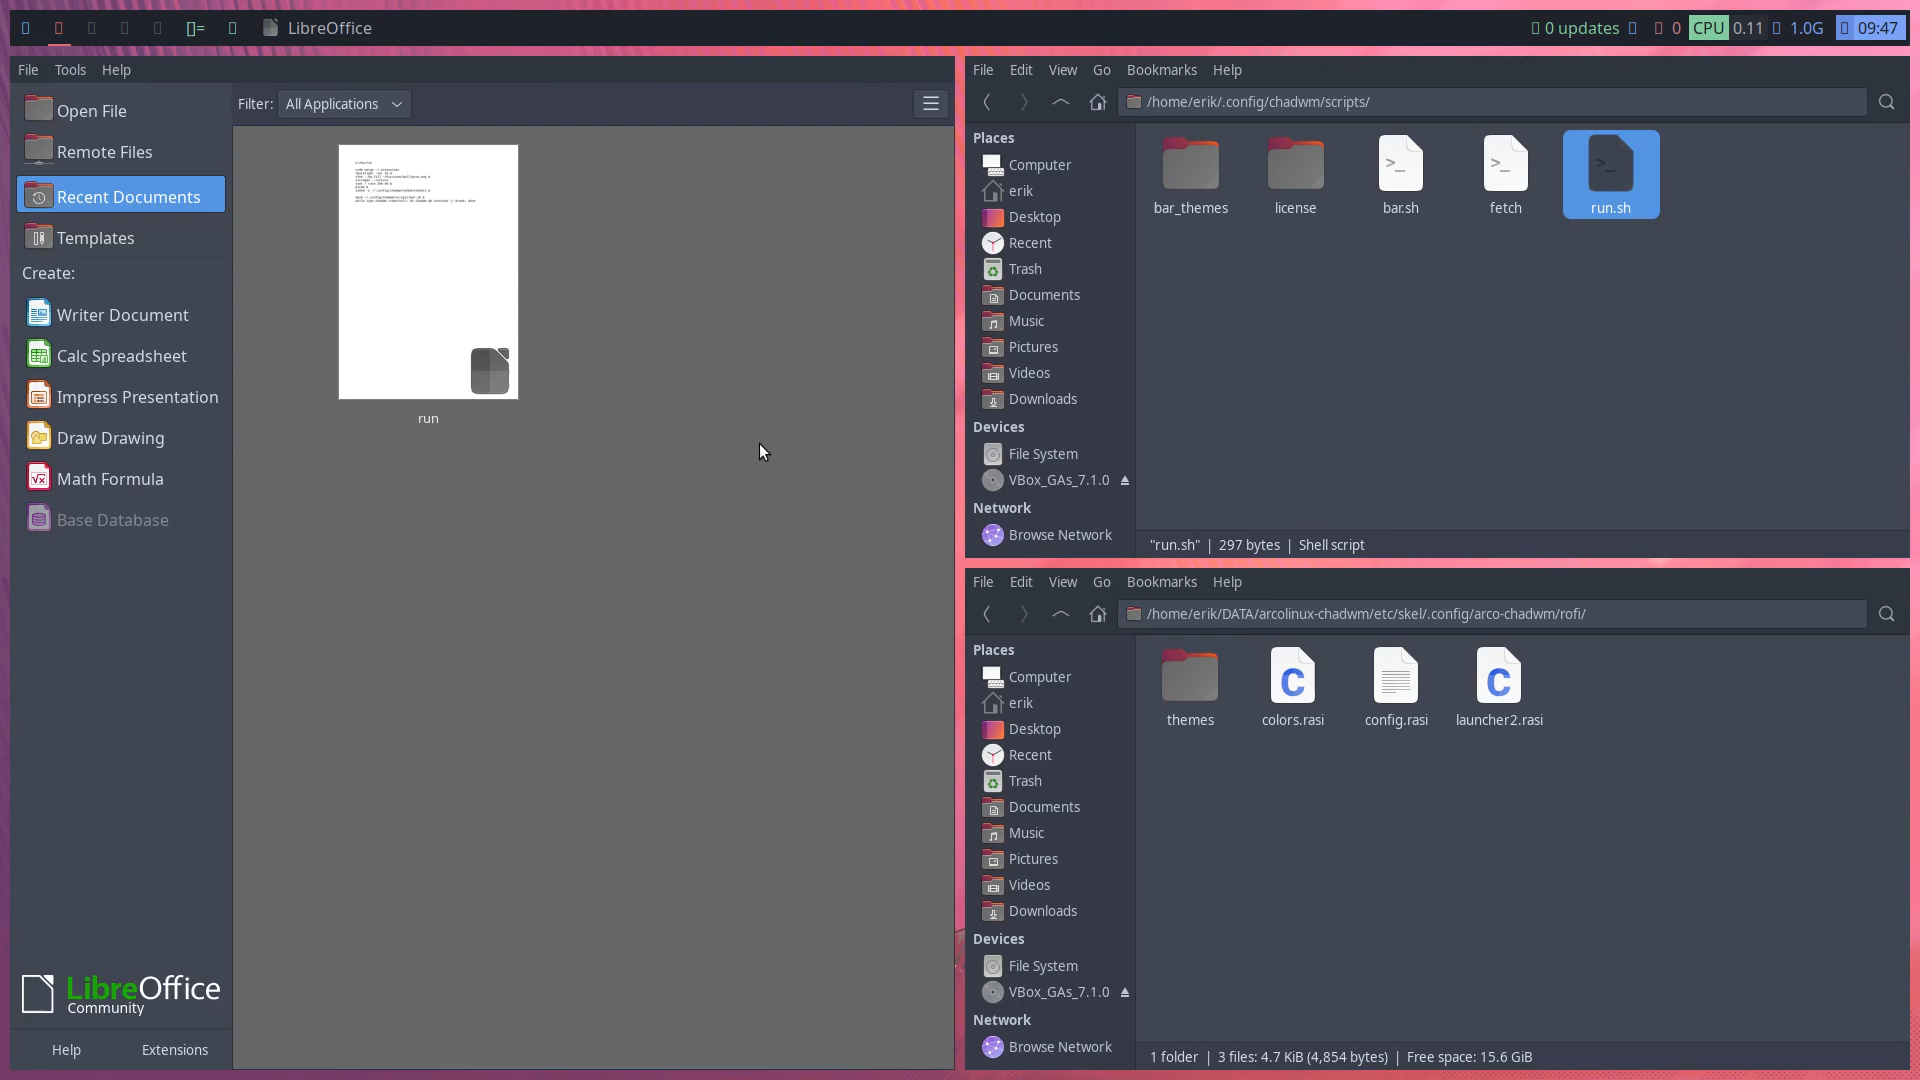 []= LibreOffice 0 updates 0 CPU 0.11 1.0G 09:47
File Tools Help
Open File
Remote Files
Recent Documents
Templates
Create:
Writer Document
Calc Spreadsheet
Impress Presentation
Draw Drawing
Math Formula
Base Database
LibreOffice
Community
Help Extensions
Filter: All Applications
run
File Edit View Go Bookmarks Help
/home/erik/.config/chadwm/scripts/
Places
Computer
erik
Desktop
Recent
Trash
Documents
Music
Pictures
Videos
Downloads
Devices
File System
VBox_GAs_7.1.0
Network
Browse Network
bar_themes license bar.sh fetch run.sh
"run.sh" | 297 bytes | Shell script
File Edit View Go Bookmarks Help
/home/erik/DATA/arcolinux-chadwm/etc/skel/.config/arco-chadwm/rofi/
Places
Computer
erik
Desktop
Recent
Trash
Documents
Music
Pictures
Videos
Downloads
Devices
File System
VBox_GAs_7.1.0
Network
Browse Network
themes colors.rasi config.rasi launcher2.rasi
1 folder | 3 files: 4.7 KiB (4,854 bytes) | Free space: 15.6 GiB